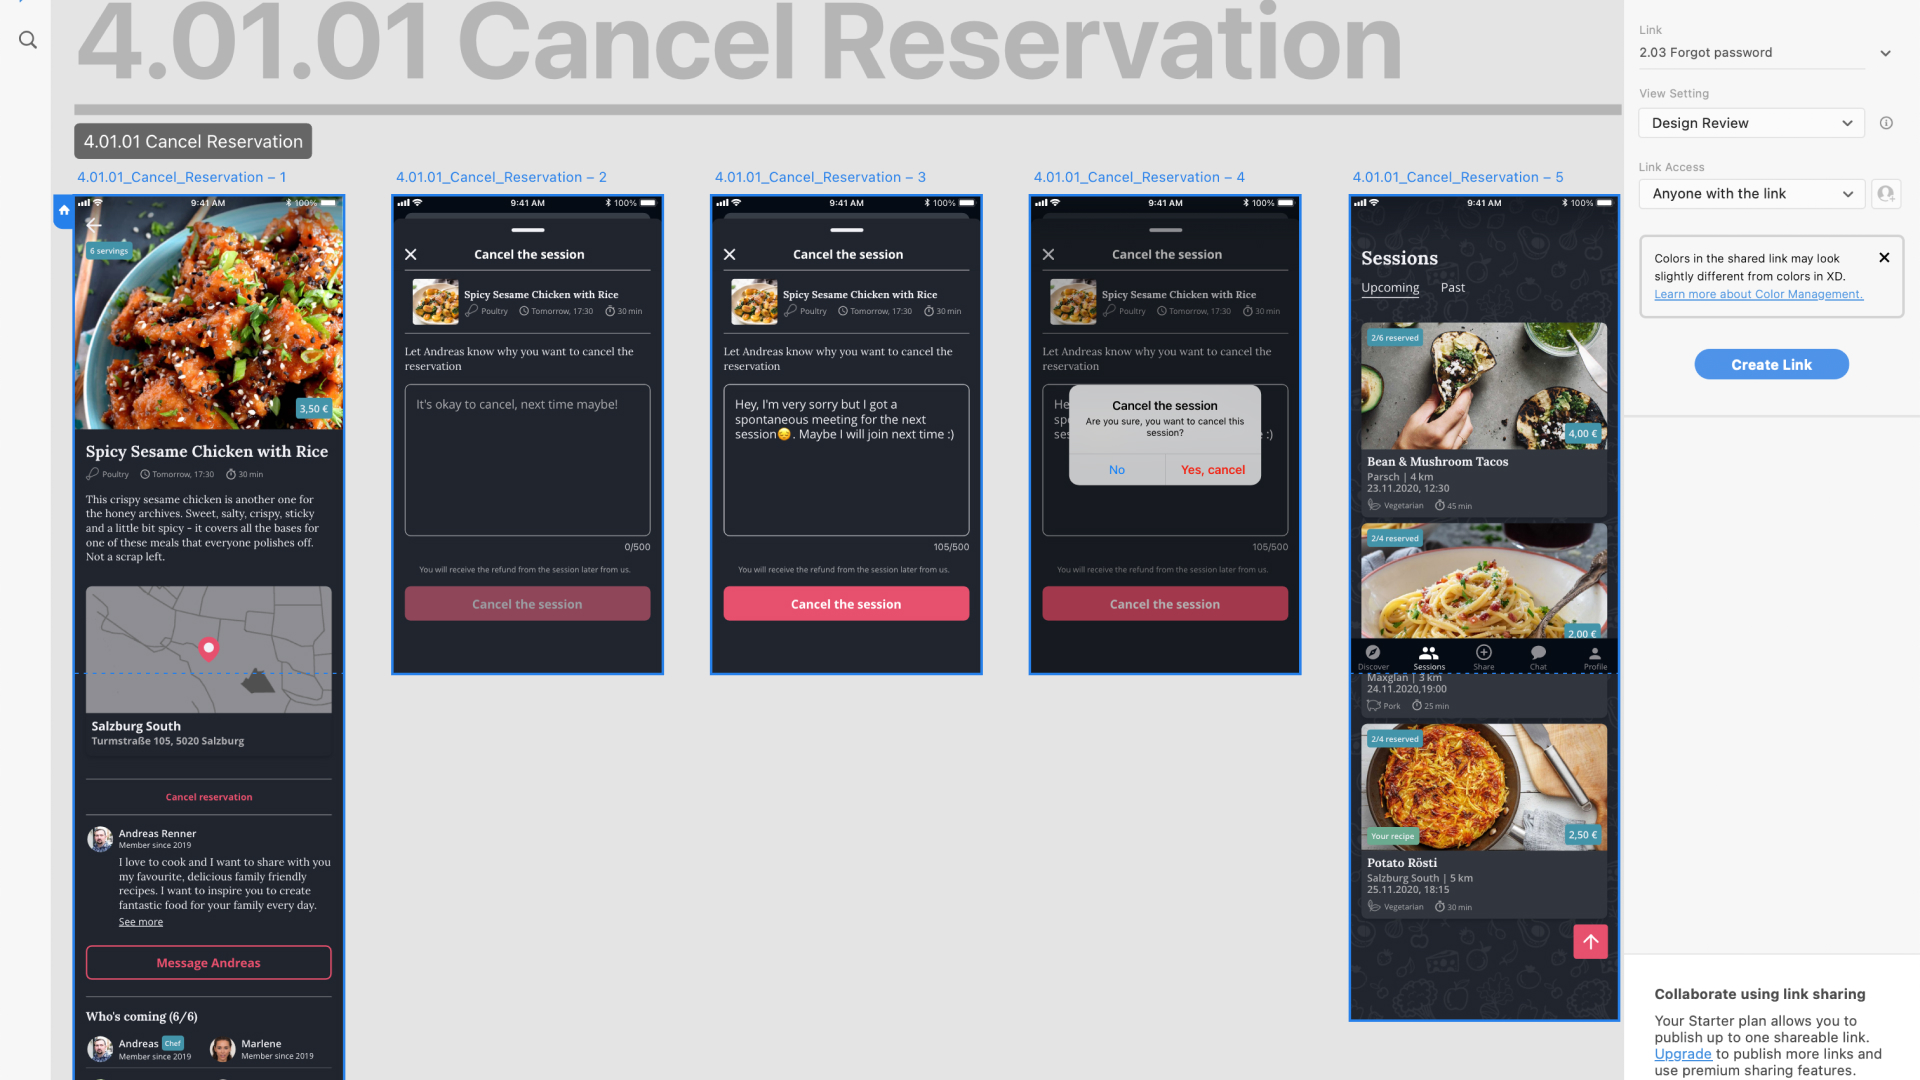 4.01.01 Cancel Reservation
4.01.01 Cancel Reservation
4.01.01_Cancel_Reservation – 1
9:41 AM
100%
6 servings
3,50 €
Spicy Sesame Chicken with Rice
Poultry
Tomorrow, 17:30
30 min
This crispy sesame chicken is another one for
the honey archives. Sweet, salty, crispy, sticky
and a little bit spicy - it covers all the bases for
one of these meals that everyone polishes off.
Not a scrap left.
Salzburg South
Turmstraße 105, 5020 Salzburg
Cancel reservation
Andreas Renner
Member since 2019
I love to cook and I want to share with you
my favourite, delicious family friendly
recipes. I want to inspire you to create
fantastic food for your family every day.
See more
Message Andreas
Who's coming (6/6)
Andreas Chef
Member since 2019
Marlene
Member since 2019
4.01.01_Cancel_Reservation – 2
9:41 AM
100%
Cancel the session
Spicy Sesame Chicken with Rice
Poultry
Tomorrow, 17:30
30 min
Let Andreas know why you want to cancel the
reservation
It's okay to cancel, next time maybe!
0/500
You will receive the refund from the session later from us.
Cancel the session
4.01.01_Cancel_Reservation – 3
9:41 AM
100%
Cancel the session
Spicy Sesame Chicken with Rice
Poultry
Tomorrow, 17:30
30 min
Let Andreas know why you want to cancel the
reservation
Hey, I'm very sorry but I got a
spontaneous meeting for the next
session😔. Maybe I will join next time :)
105/500
You will receive the refund from the session later from us.
Cancel the session
4.01.01_Cancel_Reservation – 4
9:41 AM
100%
Cancel the session
Spicy Sesame Chicken with Rice
Poultry
Tomorrow, 17:30
30 min
Let Andreas know why you want to cancel the
reservation
Cancel the session
Are you sure, you want to cancel this
session?
No
Yes, cancel
:)
105/500
You will receive the refund from the session later from us.
Cancel the session
4.01.01_Cancel_Reservation – 5
9:41 AM
100%
Sessions
Upcoming
Past
2/6 reserved
4,00 €
Bean & Mushroom Tacos
Parsch | 4 km
23.11.2020, 12:30
Vegetarian
45 min
2/4 reserved
2,00 €
Discover
Sessions
Share
Chat
Profile
Maxglan | 3 km
24.11.2020,19:00
Pork
25 min
2/4 reserved
Your recipe
2,50 €
Potato Rösti
Salzburg South | 5 km
25.11.2020, 18:15
Vegetarian
30 min
Link
2.03 Forgot password
View Setting
Design Review
Link Access
Anyone with the link
Colors in the shared link may look
slightly different from colors in XD.
Learn more about Color Management.
Create Link
Collaborate using link sharing
Your Starter plan allows you to
publish up to one shareable link.
Upgrade to publish more links and
use premium sharing features.